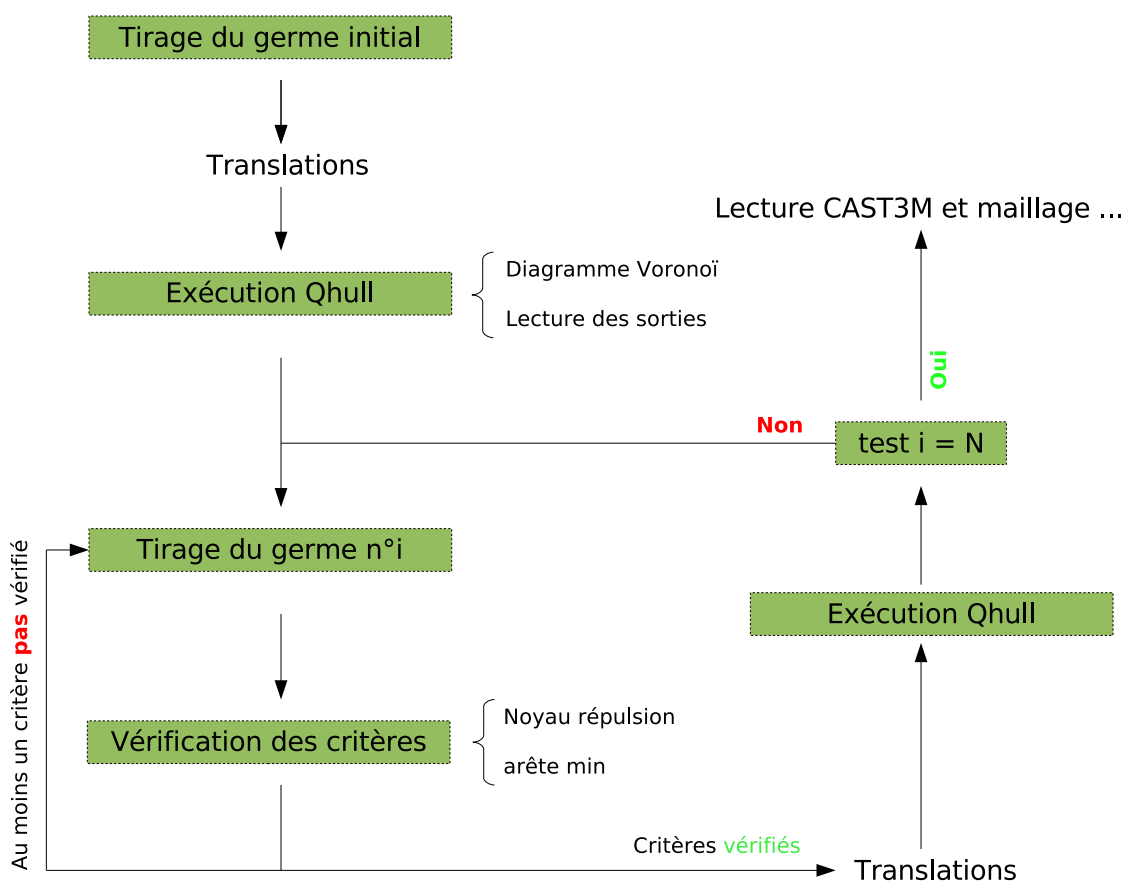 Tirage du germe initial
Translations
Lecture CAST3M et maillage ...
Exécution Qhull
Diagramme Voronoï
Lecture des sorties
Oui
Non
test i = N
Tirage du germe n°i
Au moins un critère pas vérifié
Exécution Qhull
Vérification des critères
Noyau répulsion
arête min
Critères vérifiés
Translations